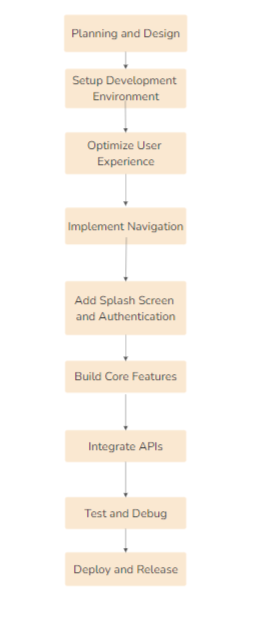 Planning and Design
Setup Development
Environment
Optimize User
Experience
Implement Navigation
Add Splash Screen
and Authentication
Build Core Features
Integrate APIs
Test and Debug
Deploy and Release